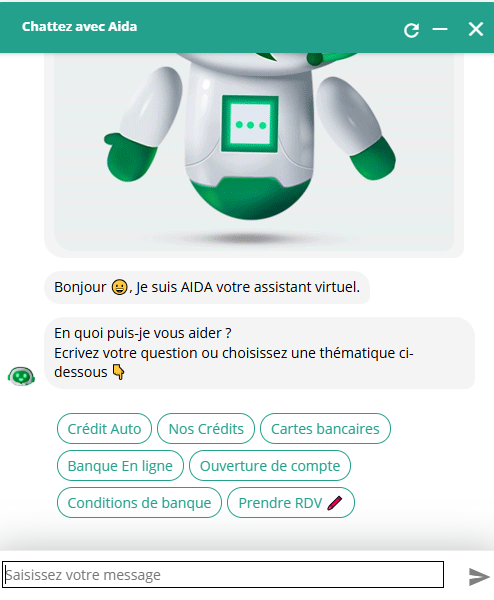 Chattez avec Aida
Bonjour 😀, Je suis AIDA votre assistant virtuel.
En quoi puis-je vous aider ?
Ecrivez votre question ou choisissez une thématique ci-
dessous 👇
Crédit Auto
Nos Crédits
Cartes bancaires
Banque En ligne
Ouverture de compte
Conditions de banque
Prendre RDV 🖍
Saisissez votre message